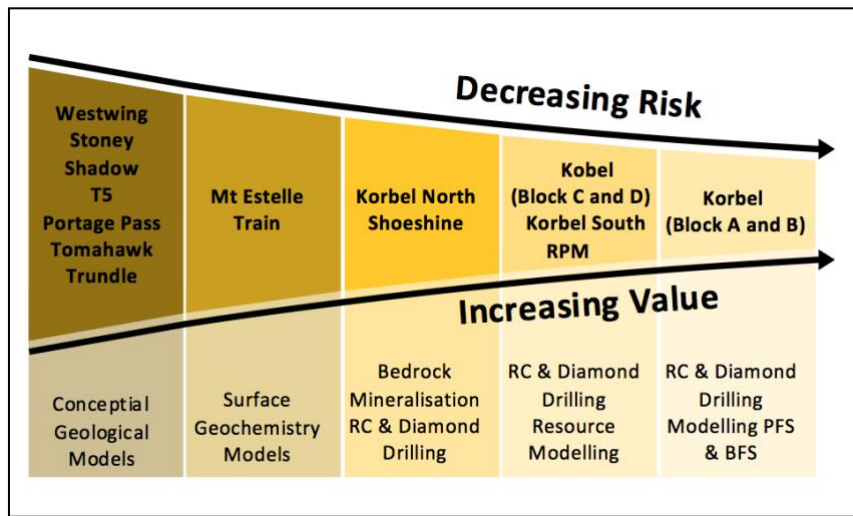 Decreasing Risk
Westwing
Stoney
Shadow
T5
Portage Pass
Tomahawk
Trundle
Mt Estelle
Train
Korbel North
Shoeshine
Kobel
(Block C and D)
Korbel South
RPM
Korbel
(Block A and B)
Increasing Value
Conceptial
Geological
Models
Surface
Geochemistry
Models
Bedrock
Mineralisation
RC & Diamond
Drilling
RC & Diamond
Drilling
Resource
Modelling
RC & Diamond
Drilling
Modelling PFS
& BFS